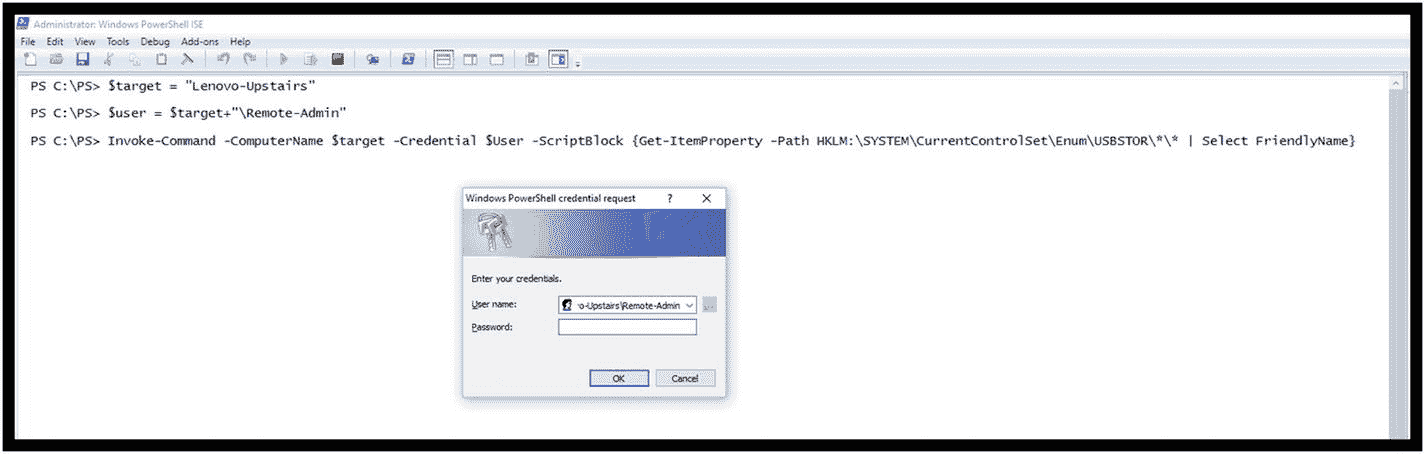 Administrator: Windows PowerShell ISE
File Edit View Tools Debug Add-ons Help
PS C:\PS> $target = "Lenovo-Upstairs"
PS C:\PS> $user = $target+"\Remote-Admin"
PS C:\PS> Invoke-Command -ComputerName $target -Credential $User -ScriptBlock {Get-ItemProperty -Path HKLM:\SYSTEM\CurrentControlSet\Enum\USBSTOR\*\* | Select FriendlyName}
Windows PowerShell credential request ?
Enter your credentials.
User name: o-Upstairs\Remote-Admin ...
Password:
OK Cancel